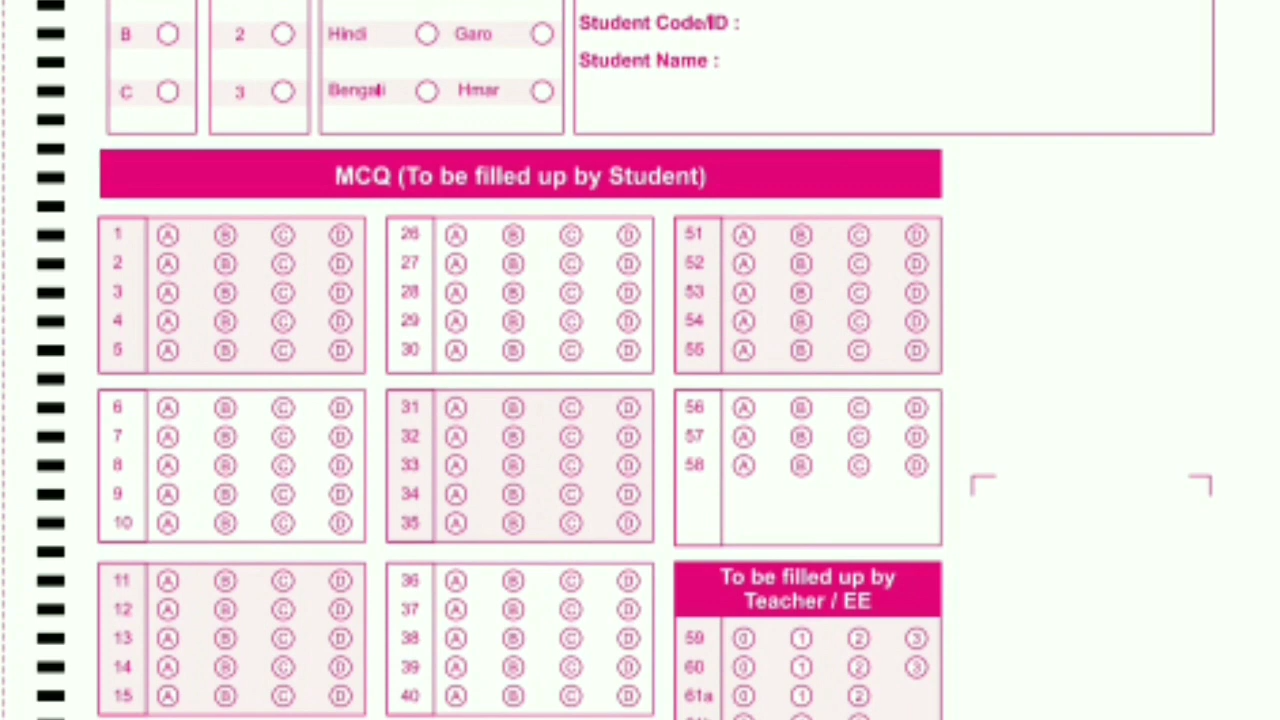 B 2 Hindi Garo Student Code/ID :
Student Name :
C 3 Bengali Hmar
MCQ (To be filled up by Student)
1 A B C D 26 A B C D 51 A B C D
2 A B C D 27 A B C D 52 A B C D
3 A B C D 28 A B C D 53 A B C D
4 A B C D 29 A B C D 54 A B C D
5 A B C D 30 A B C D 55 A B C D
6 A B C D 31 A B C D 56 A B C D
7 A B C D 32 A B C D 57 A B C D
8 A B C D 33 A B C D 58 A B C D
9 A B C D 34 A B C D
10 A B C D 35 A B C D
11 A B C D 36 A B C D To be filled up by
12 A B C D 37 A B C D Teacher / EE
13 A B C D 38 A B C D 59 0 1 2 3
14 A B C D 39 A B C D 60 0 1 2 3
15 A B C D 40 A B C D 61a 0 1 2